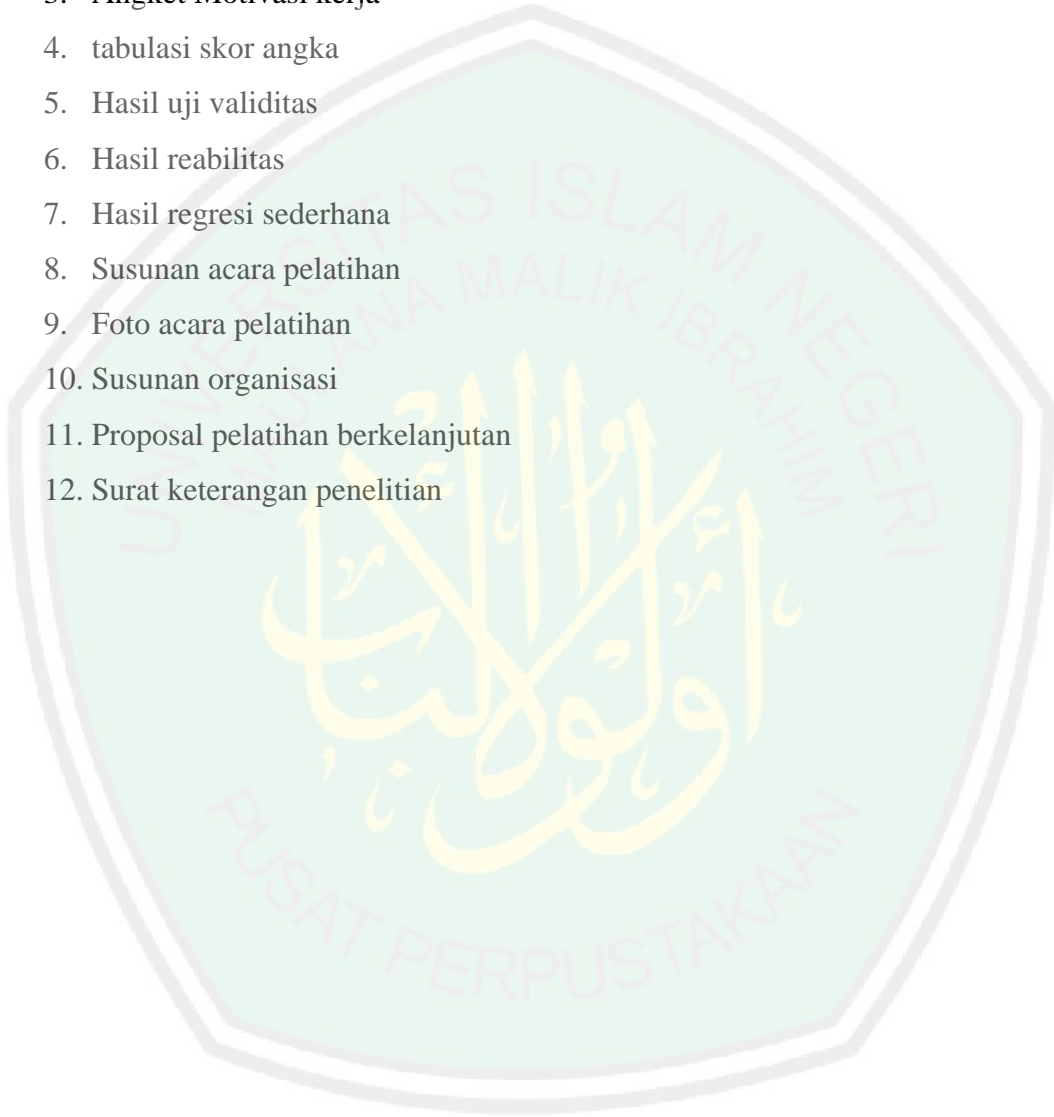 3. Angket Motivasi kerja
4. tabulasi skor angka
5. Hasil uji validitas
6. Hasil reabilitas
7. Hasil regresi sederhana
8. Susunan acara pelatihan
9. Foto acara pelatihan
10. Susunan organisasi
11. Proposal pelatihan berkelanjutan
12. Surat keterangan penelitian
UNIVERSITAS ISLAM NEGERI
MAULANA MALIK IBRAHIM
PUSAT PERPUSTAKAAN